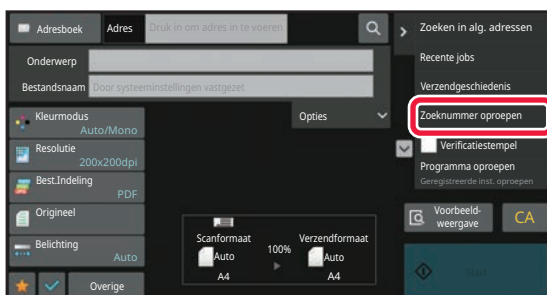 Adresboek
Adres
Druk in om adres in te voeren
Zoeken in alg. adressen
Onderwerp
Recente jobs
Bestandsnaam
Door systeeminstellingen vastgezet
Verzendgeschiedenis
Kleurmodus
Auto/Mono
Opties
Zoeknummer oproepen
Resolutie
200x200dpi
Verificatiestempel
Best.Indeling
PDF
Programma oproepen
Geregistreerde inst. oproepen
Origineel
Voorbeeld-
weergave
CA
Belichting
Auto
Scanformaat
Auto
A4
100%
Verzendformaat
Auto
A4
Overige
Start